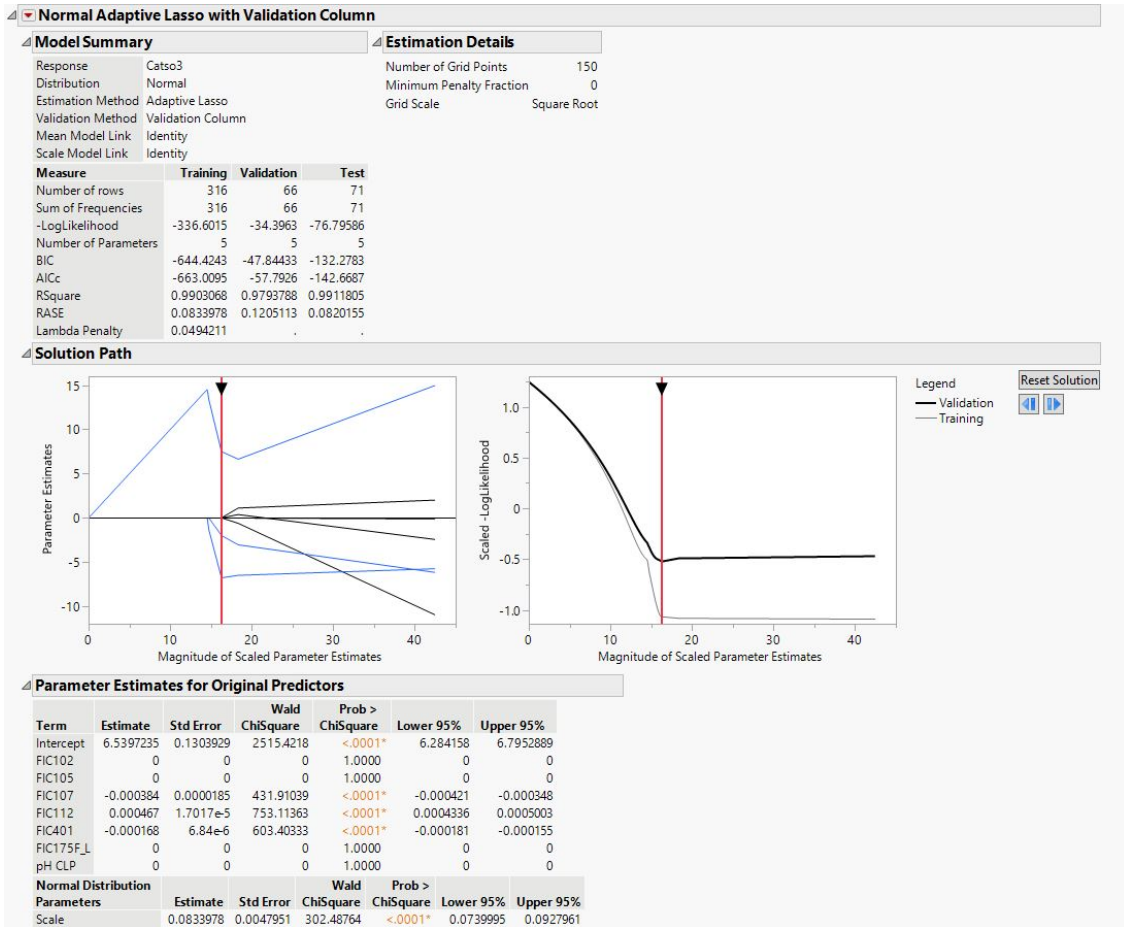 Normal Adaptive Lasso with Validation Column
Model Summary
Response Catso3
Distribution Normal
Estimation Method Adaptive Lasso
Validation Method Validation Column
Mean Model Link Identity
Scale Model Link Identity
Measure Training Validation Test
Number of rows 316 66 71
Sum of Frequencies 316 66 71
-LogLikelihood -336.6015 -34.3963 -76.79586
Number of Parameters 5 5 5
BIC -644.4243 -47.84433 -132.2783
AICc -663.0095 -57.7926 -142.6687
RSquare 0.9903068 0.9793788 0.9911805
RASE 0.0833978 0.1205113 0.0820155
Lambda Penalty 0.0494211 . .
Estimation Details
Number of Grid Points 150
Minimum Penalty Fraction 0
Grid Scale Square Root
Solution Path
Parameter Estimates
15
10
5
0
-5
-10
0 10 20 30 40
Magnitude of Scaled Parameter Estimates
Scaled -LogLikelihood
1.0
0.5
0
-0.5
-1.0
0 10 20 30 40
Magnitude of Scaled Parameter Estimates
Legend
Validation
Training
Reset Solution
Parameter Estimates for Original Predictors
Term Estimate Std Error Wald ChiSquare Prob > ChiSquare Lower 95% Upper 95%
Intercept 6.5397235 0.1303929 2515.4218 <.0001* 6.284158 6.7952889
FIC102 0 0 0 1.0000 0 0
FIC105 0 0 0 1.0000 0 0
FIC107 -0.000384 0.0000185 431.91039 <.0001* -0.000421 -0.000348
FIC112 0.000467 1.7017e-5 753.11363 <.0001* 0.0004336 0.0005003
FIC401 -0.000168 6.84e-6 603.40333 <.0001* -0.000181 -0.000155
FIC175F_L 0 0 0 1.0000 0 0
pH CLP 0 0 0 1.0000 0 0
Normal Distribution Parameters Estimate Std Error Wald ChiSquare Prob > ChiSquare Lower 95% Upper 95%
Scale 0.0833978 0.0047951 302.48764 <.0001* 0.0739995 0.0927961